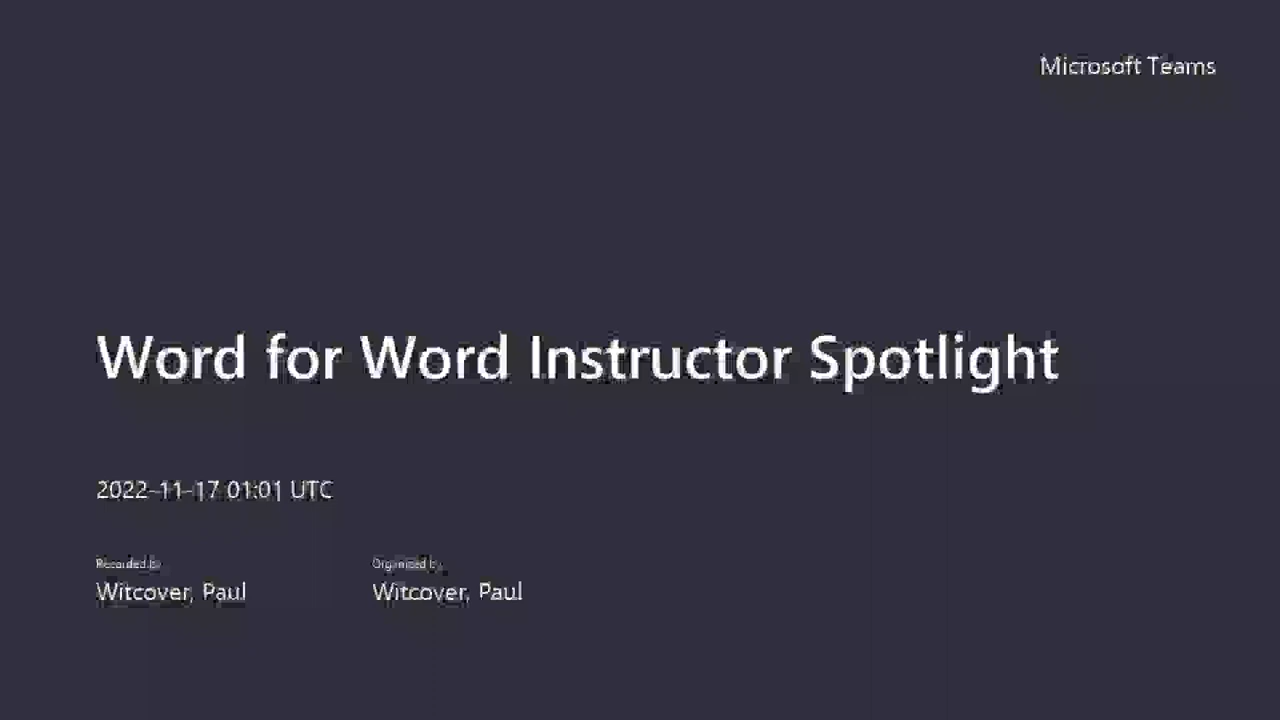 Microsoft Teams
Word for Word Instructor Spotlight
2022-11-17 01:01 UTC
Recorded by
Organized by
Witcover, Paul
Witcover, Paul